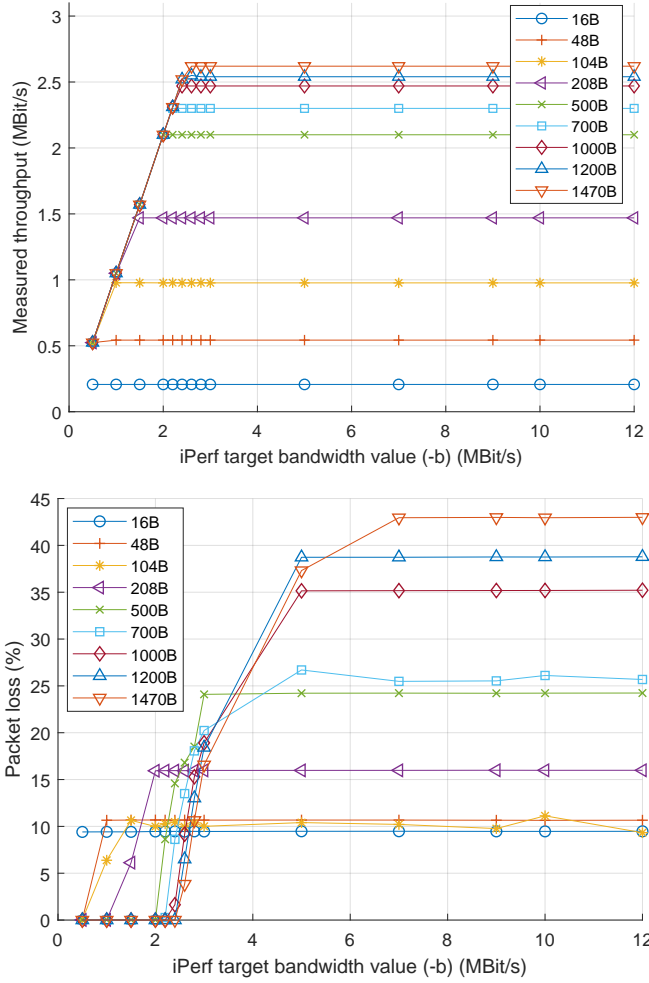 3
2.5
2
1.5
1
0.5
0
0 2 4 6 8 10 12
Measured throughput (MBit/s)
iPerf target bandwidth value (-b) (MBit/s)
16B
48B
104B
208B
500B
700B
1000B
1200B
1470B
45
40
35
30
25
20
15
10
5
0
0 2 4 6 8 10 12
Packet loss (%)
iPerf target bandwidth value (-b) (MBit/s)
16B
48B
104B
208B
500B
700B
1000B
1200B
1470B